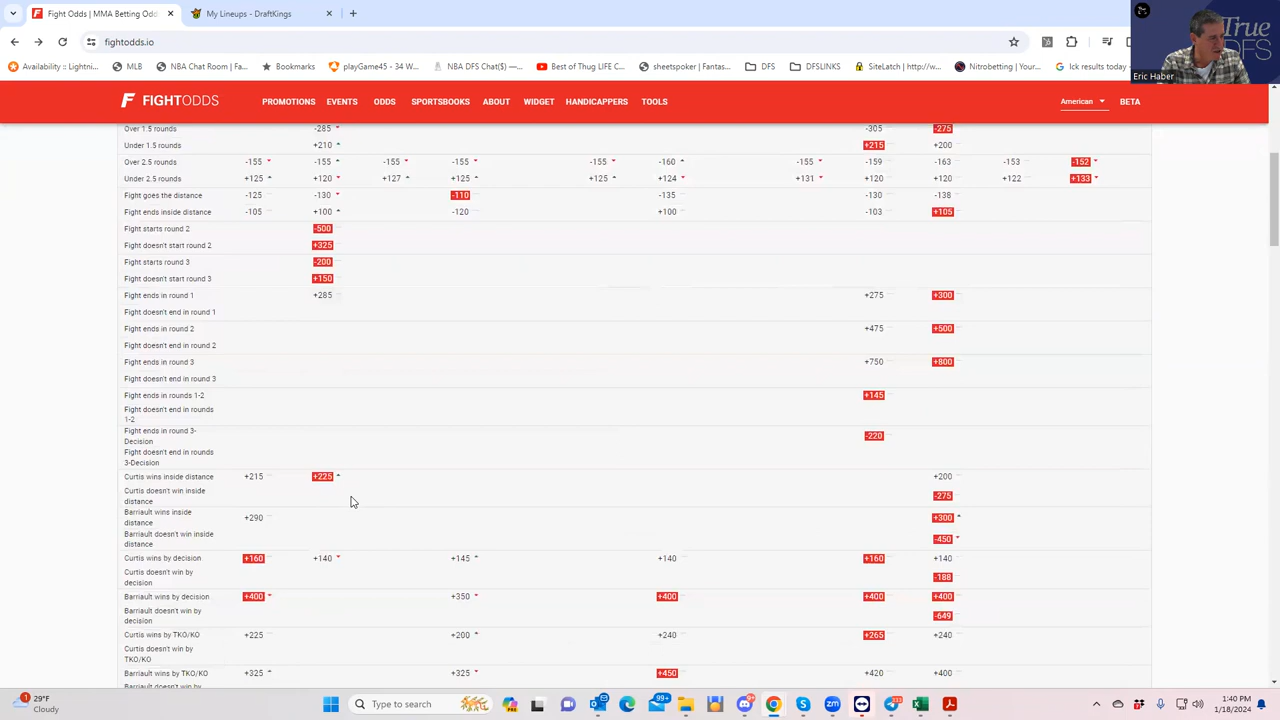 Fight Odds | MMA Betting Odd
My Lineups - DraftKings
fightodds.io
Availability :: Lightni...
MLB
NBA Chat Room | Fa...
Bookmarks
playGame45 - 34 W...
NBA DFS Chat($) —...
Best of Thug LIFE C...
sheetspoker | Frasta...
DFS
DFSLINKS
SiteLatch | http://w...
Nitrobetting | Your...
Ick results today - G...
True
DFS
Eric Haber
FIGHTODDS
PROMOTIONS EVENTS ODDS SPORTSBOOKS ABOUT WIDGET HANDICAPPERS TOOLS
American
BETA
Over 1.5 rounds -285 -305 -275
Under 1.5 rounds +210 +215 +200
Over 2.5 rounds -155 -155 -155 -155 -155 -160 -155 -159 -163 -153 -152
Under 2.5 rounds +125 +120 +127 +125 +125 +124 +131 +120 +120 +122 +133
Fight goes the distance -125 -130 -110 -135 -130 -138
Fight ends inside distance -105 +100 -120 +100 -103 +105
Fight starts round 2 -500
Fight doesn't start round 2 +325
Fight starts round 3 -200
Fight doesn't start round 3 +150
Fight ends in round 1 +285 +275 +300
Fight doesn't end in round 1
Fight ends in round 2 +475 +500
Fight doesn't end in round 2
Fight ends in round 3 +750 +800
Fight doesn't end in round 3
Fight ends in rounds 1-2 +145
Fight doesn't end in rounds
1-2
Fight ends in round 3-
Decision -220
Fight doesn't end in rounds
3-Decision
Curtis wins inside distance +215 +225 +200
Curtis doesn't win inside
distance -275
Barriault wins inside
distance +290 +300
Barriault doesn't win inside
distance -450
Curtis wins by decision +160 +140 +145 +140 +160 +140
Curtis doesn't win by
decision -188
Barriault wins by decision +400 +350 +400 +400 +400
Barriault doesn't win by
decision -649
Curtis wins by TKO/KO +225 +200 +240 +265 +240
Curtis doesn't win by
TKO/KO
Barriault wins by TKO/KO +325 +325 +450 +420 +400
Barriault doesn't win by
1
29°F
Cloudy
Type to search
99+
1:40 PM
1/18/2024